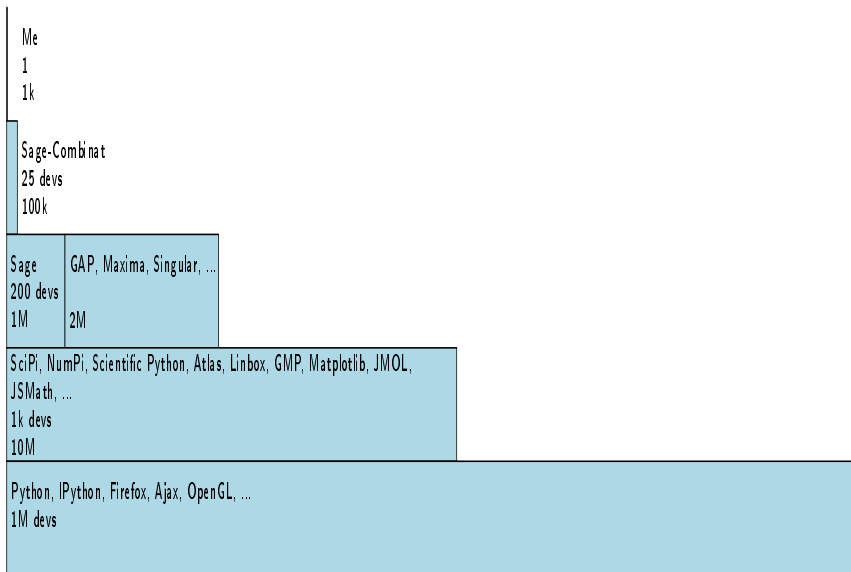 Me
1
1k
Sage-Combinat
25 devs
100k
Sage
200 devs
1M
GAP, Maxima, Singular, ...
2M
SciPi, NumPi, Scientific Python, Atlas, Linbox, GMP, Matplotlib, JMOL,
JSMath, ...
1k devs
10M
Python, IPython, Firefox, Ajax, OpenGL, ...
1M devs